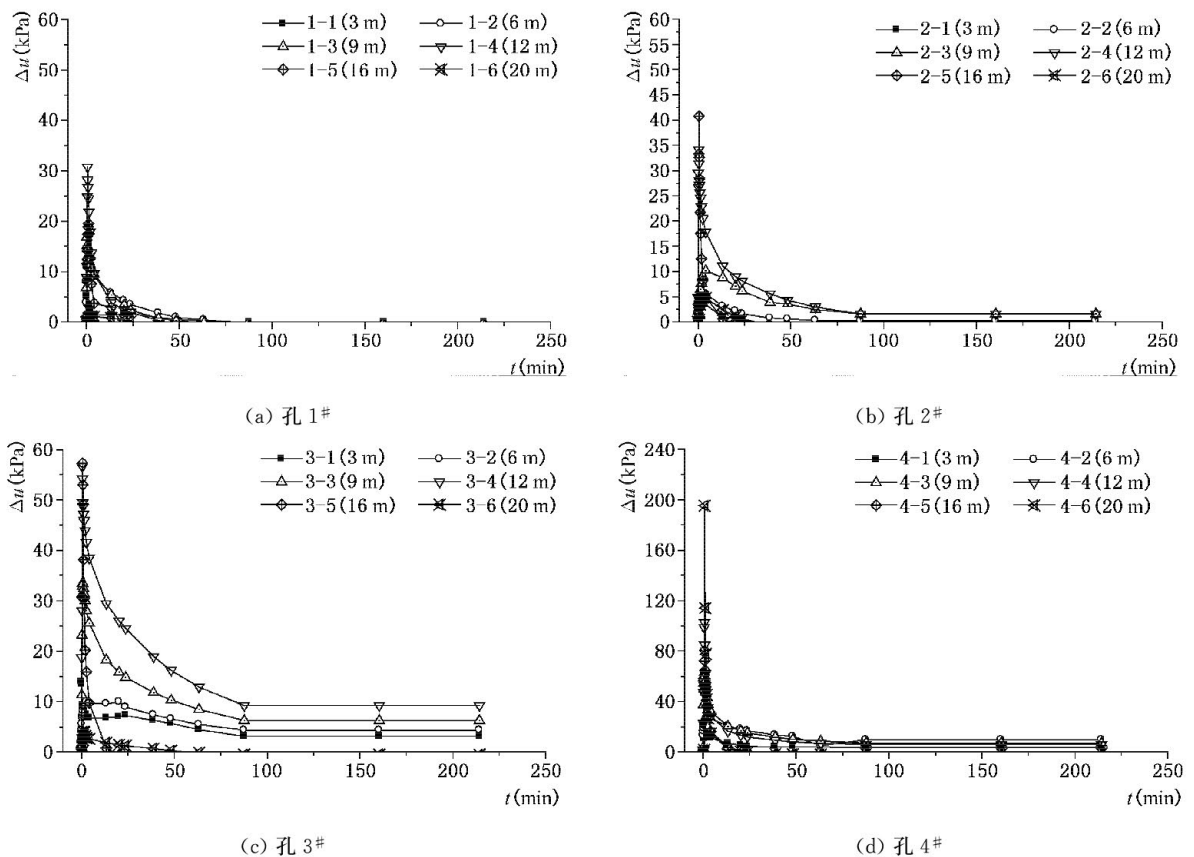 Δu (kPa)
60
50
40
30
20
10
0
1-1(3 m) 1-2(6 m)
1-3(9 m) 1-4(12 m)
1-5(16 m) 1-6(20 m)
0 50 100 150 200 250
t(min)
(a) 孔 1#
Δu (kPa)
60
55
50
45
40
35
30
25
20
15
10
5
0
2-1(3 m) 2-2(6 m)
2-3(9 m) 2-4(12 m)
2-5(16 m) 2-6(20 m)
0 50 100 150 200 250
t(min)
(b) 孔 2#
Δu (kPa)
60
50
40
30
20
10
0
3-1(3 m) 3-2(6 m)
3-3(9 m) 3-4(12 m)
3-5(16 m) 3-6(20 m)
0 50 100 150 200 250
t(min)
(c) 孔 3#
Δu (kPa)
240
200
160
120
80
40
0
4-1(3 m) 4-2(6 m)
4-3(9 m) 4-4(12 m)
4-5(16 m) 4-6(20 m)
0 50 100 150 200 250
t(min)
(d) 孔 4#